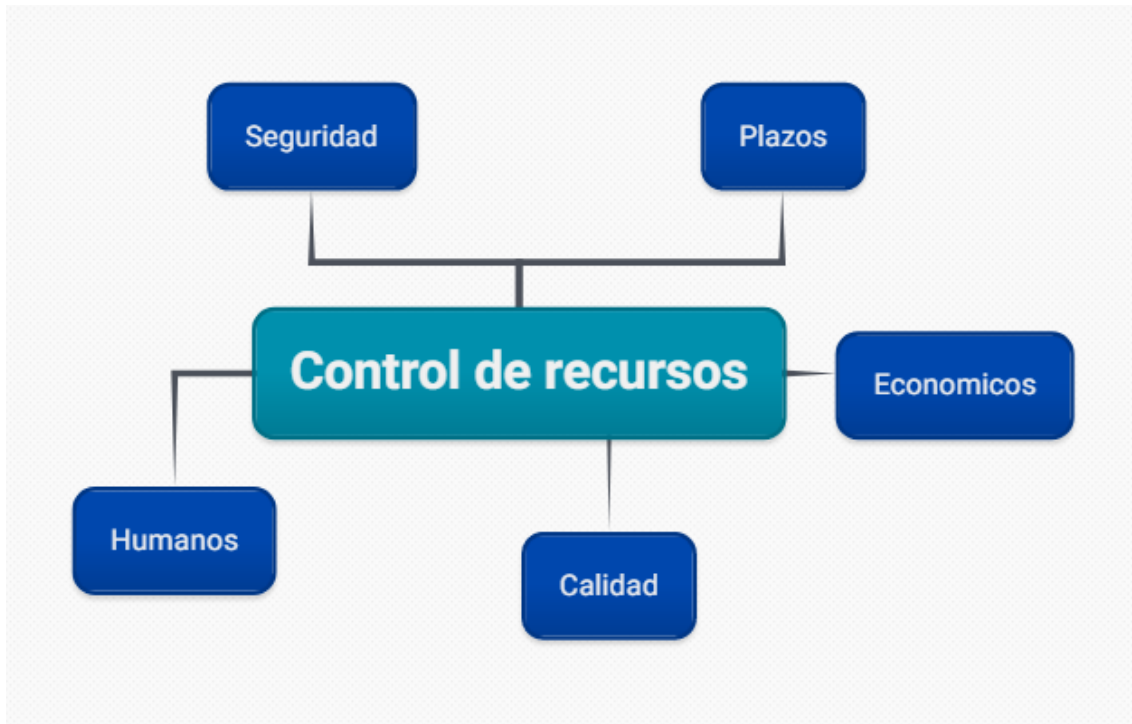 Seguridad
Plazos
Control de recursos
Economicos
Humanos
Calidad